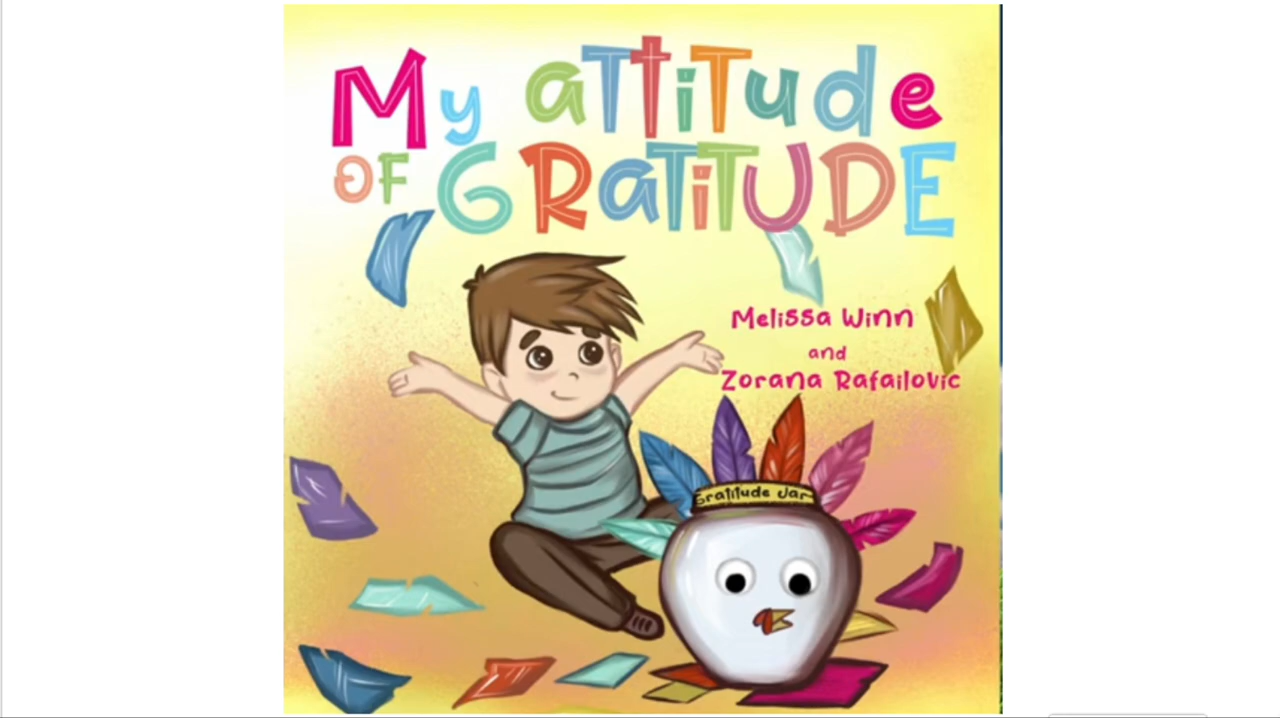 My attitude
OF GRATITUDE
Melissa Winn
and
Zorana Rafailovic
Gratitude Jar